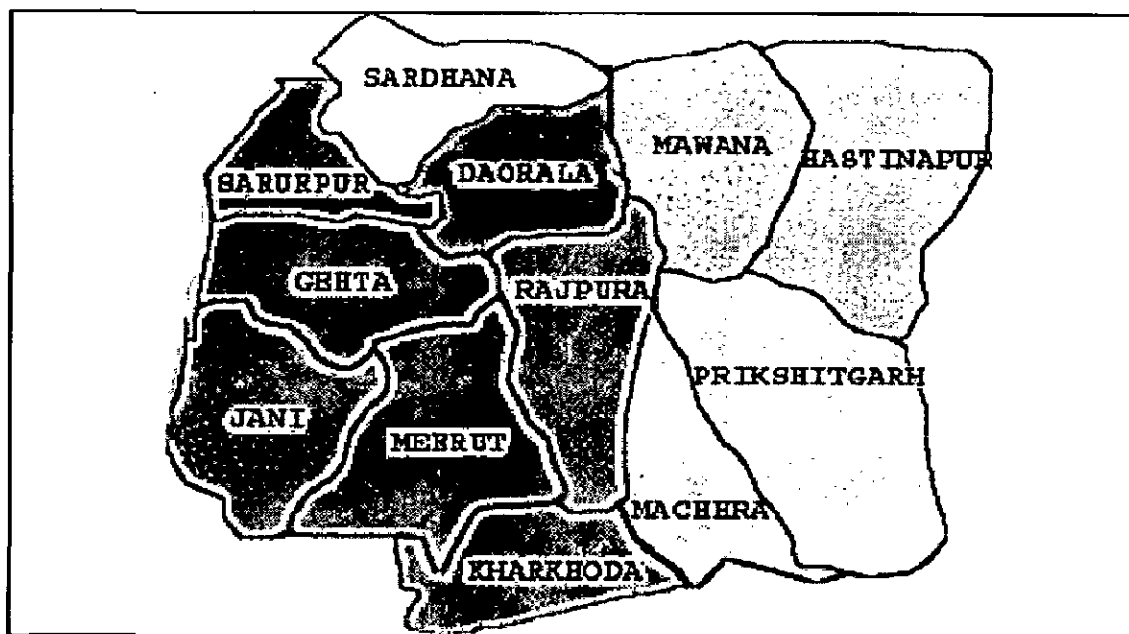 SARDHANA
MAWANA
HASTINAPUR
SARURPUR
DAORALA
GEHTA
RAJPURA
PRIKSHITGARH
JANI
MEERUT
MACHHRA
KHARKHODA